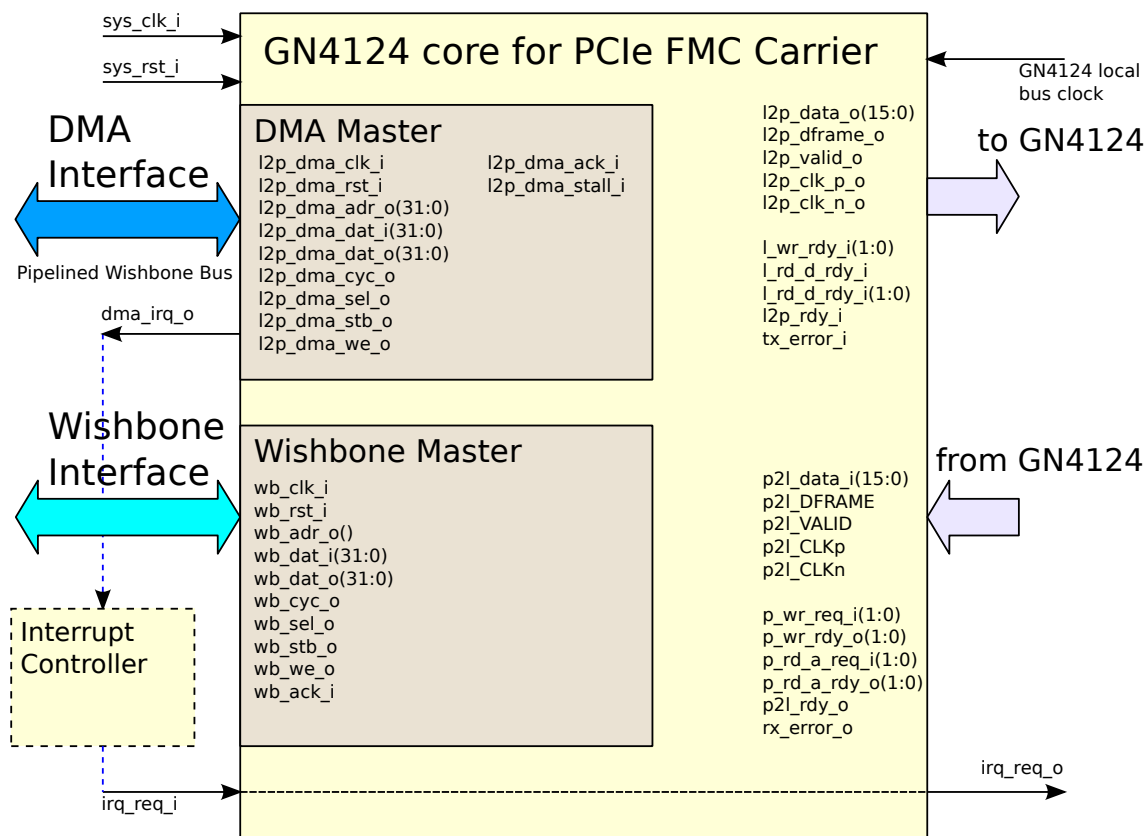 sys_clk_i
sys_rst_i
GN4124 core for PCIe FMC Carrier
GN4124 local
bus clock
DMA
Interface
Pipelined Wishbone Bus
dma_irq_o
DMA Master
l2p_dma_clk_i
l2p_dma_rst_i
l2p_dma_adr_o(31:0)
l2p_dma_dat_i(31:0)
l2p_dma_dat_o(31:0)
l2p_dma_cyc_o
l2p_dma_sel_o
l2p_dma_stb_o
l2p_dma_we_o
l2p_dma_ack_i
l2p_dma_stall_i
l2p_data_o(15:0)
l2p_dframe_o
l2p_valid_o
l2p_clk_p_o
l2p_clk_n_o
l_wr_rdy_i(1:0)
l_rd_d_rdy_i
l_rd_d_rdy_i(1:0)
l2p_rdy_i
tx_error_i
to GN4124
Wishbone
Interface
Wishbone Master
wb_clk_i
wb_rst_i
wb_adr_o()
wb_dat_i(31:0)
wb_dat_o(31:0)
wb_cyc_o
wb_sel_o
wb_stb_o
wb_we_o
wb_ack_i
from GN4124
p2l_data_i(15:0)
p2l_DFRAME
p2l_VALID
p2l_CLKp
p2l_CLKn
p_wr_req_i(1:0)
p_wr_rdy_o(1:0)
p_rd_a_req_i(1:0)
p_rd_a_rdy_o(1:0)
p2l_rdy_o
rx_error_o
Interrupt
Controller
irq_req_i
irq_req_o